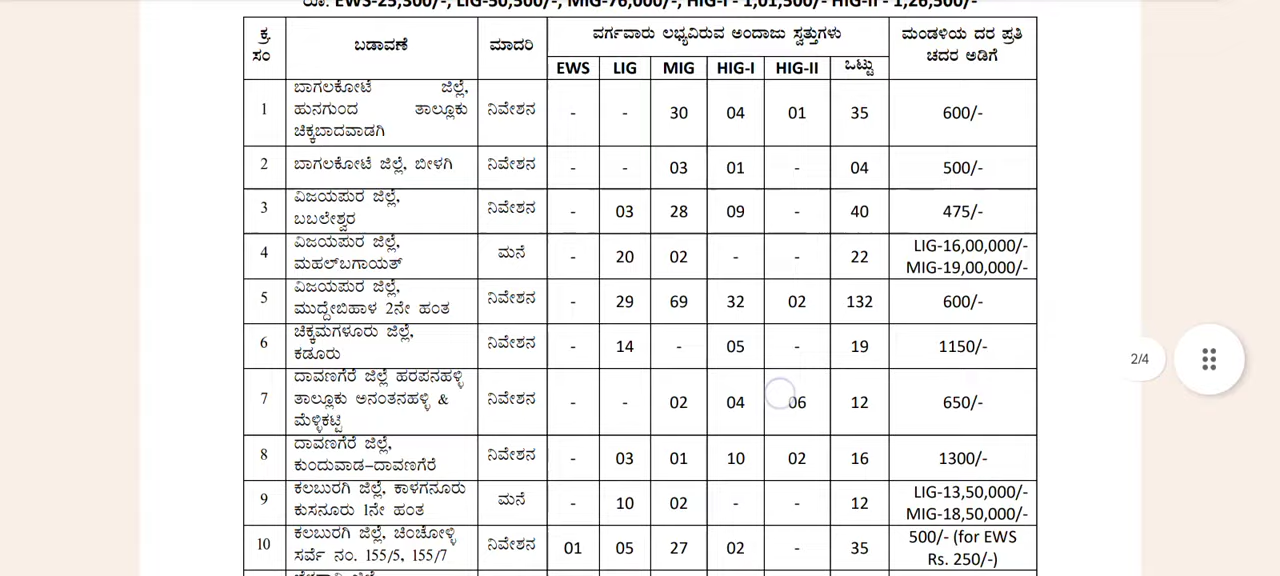 ರೂ. EWS-25,300/-, LIG-50,500/-, MIG-76,000/-, HIG-I - 1,01,500/- HIG-II - 1,26,500/-
ಕ್ರ. ಸಂ ಬಡಾವಣೆ ಮಾದರಿ ವರ್ಗವಾರು ಲಭ್ಯವಿರುವ ಅಂದಾಜು ಸ್ವತ್ತುಗಳು ಮಂಡಳಿಯ ದರ ಪ್ರತಿ ಚದರ ಅಡಿಗೆ
EWS LIG MIG HIG-I HIG-II ಒಟ್ಟು
1 ಬಾಗಲಕೋಟೆ ಜಿಲ್ಲೆ, ಹುನಗುಂದ ತಾಲ್ಲೂಕು ಚಿಕ್ಕಬಾದವಾಡಗಿ ನಿವೇಶನ - - 30 04 01 35 600/-
2 ಬಾಗಲಕೋಟೆ ಜಿಲ್ಲೆ, ಬೀಳಗಿ ನಿವೇಶನ - - 03 01 - 04 500/-
3 ವಿಜಯಪುರ ಜಿಲ್ಲೆ, ಬಬಲೇಶ್ವರ ನಿವೇಶನ - 03 28 09 - 40 475/-
4 ವಿಜಯಪುರ ಜಿಲ್ಲೆ, ಮಹಲ್‌ಬಗಾಯತ್ ಮನೆ - 20 02 - - 22 LIG-16,00,000/- MIG-19,00,000/-
5 ವಿಜಯಪುರ ಜಿಲ್ಲೆ, ಮುದ್ದೇಬಿಹಾಳ 2ನೇ ಹಂತ ನಿವೇಶನ - 29 69 32 02 132 600/-
6 ಚಿಕ್ಕಮಗಳೂರು ಜಿಲ್ಲೆ, ಕಡೂರು ನಿವೇಶನ - 14 - 05 - 19 1150/-
7 ದಾವಣಗೆರೆ ಜಿಲ್ಲೆ ಹರಪನಹಳ್ಳಿ ತಾಲ್ಲೂಕು ಅನಂತನಹಳ್ಳಿ & ಮೆಳ್ಳಿಕಟ್ಟಿ ನಿವೇಶನ - - 02 04 06 12 650/-
8 ದಾವಣಗೆರೆ ಜಿಲ್ಲೆ, ಕುಂದುವಾಡ-ದಾವಣಗೆರೆ ನಿವೇಶನ - 03 01 10 02 16 1300/-
9 ಕಲಬುರಗಿ ಜಿಲ್ಲೆ, ಕಾಳಗನೂರು ಕುಸನೂರು 1ನೇ ಹಂತ ಮನೆ - 10 02 - - 12 LIG-13,50,000/- MIG-18,50,000/-
10 ಕಲಬುರಗಿ ಜಿಲ್ಲೆ, ಚಿಂಚೋಳ್ಳಿ ಸರ್ವೆ ನಂ. 155/5, 155/7 ನಿವೇಶನ 01 05 27 02 - 35 500/- (for EWS Rs. 250/-)
2/4